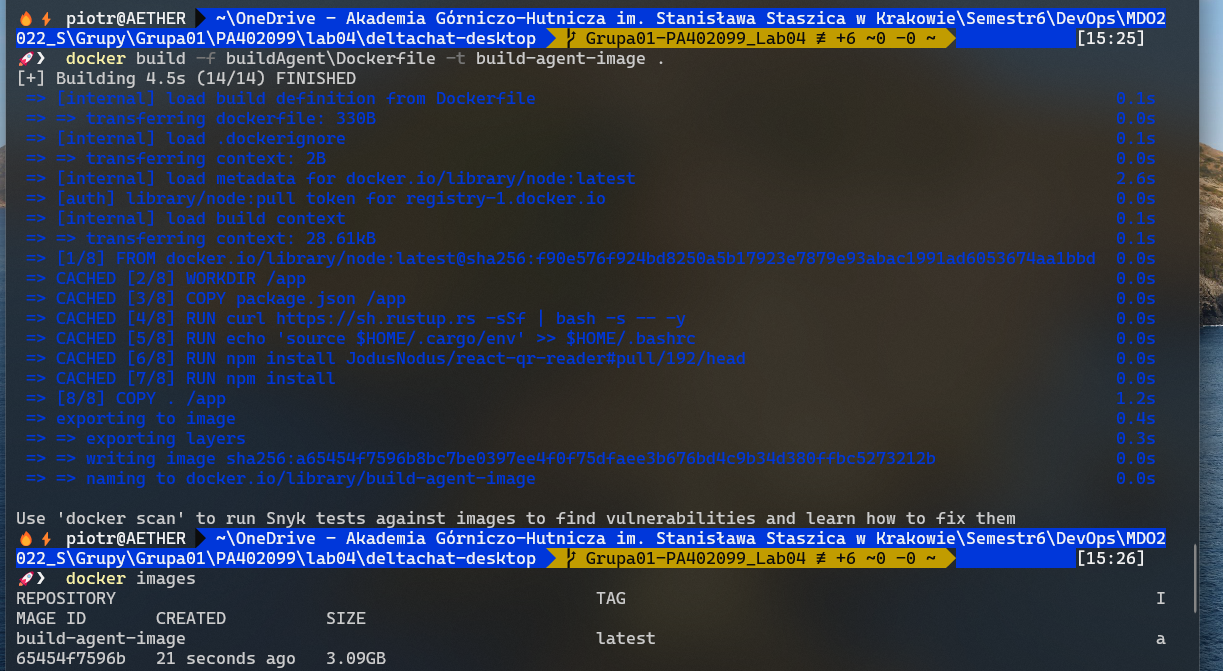 piotr@AETHER ~\OneDrive - Akademia Górniczo-Hutnicza im. Stanisława Staszica w Krakowie\Semestr6\DevOps\MDO2
022_S\Grupy\Grupa01\PA402099\lab04\deltachat-desktop Grupa01-PA402099_Lab04 ≢ +6 ~0 -0 ~ [15:25]
❯ docker build -f buildAgent\Dockerfile -t build-agent-image .
[+] Building 4.5s (14/14) FINISHED
=> [internal] load build definition from Dockerfile 0.1s
=> => transferring dockerfile: 330B 0.0s
=> [internal] load .dockerignore 0.1s
=> => transferring context: 2B 0.0s
=> [internal] load metadata for docker.io/library/node:latest 2.6s
=> [auth] library/node:pull token for registry-1.docker.io 0.0s
=> [internal] load build context 0.1s
=> => transferring context: 28.61kB 0.1s
=> [1/8] FROM docker.io/library/node:latest@sha256:f90e576f924bd8250a5b17923e7879e93abac1991ad6053674aa1bbd 0.0s
=> CACHED [2/8] WORKDIR /app 0.0s
=> CACHED [3/8] COPY package.json /app 0.0s
=> CACHED [4/8] RUN curl https://sh.rustup.rs -sSf | bash -s -- -y 0.0s
=> CACHED [5/8] RUN echo 'source $HOME/.cargo/env' >> $HOME/.bashrc 0.0s
=> CACHED [6/8] RUN npm install JodusNodus/react-qr-reader#pull/192/head 0.0s
=> CACHED [7/8] RUN npm install 0.0s
=> [8/8] COPY . /app 1.2s
=> exporting to image 0.4s
=> => exporting layers 0.3s
=> => writing image sha256:a65454f7596b8bc7be0397ee4f0f75dfaee3b676bd4c9b34d380ffbc5273212b 0.0s
=> => naming to docker.io/library/build-agent-image 0.0s
Use 'docker scan' to run Snyk tests against images to find vulnerabilities and learn how to fix them
piotr@AETHER ~\OneDrive - Akademia Górniczo-Hutnicza im. Stanisława Staszica w Krakowie\Semestr6\DevOps\MDO2
022_S\Grupy\Grupa01\PA402099\lab04\deltachat-desktop Grupa01-PA402099_Lab04 ≢ +6 ~0 -0 ~ [15:26]
❯ docker images
REPOSITORY TAG I
MAGE ID CREATED SIZE
build-agent-image latest a
65454f7596b 21 seconds ago 3.09GB